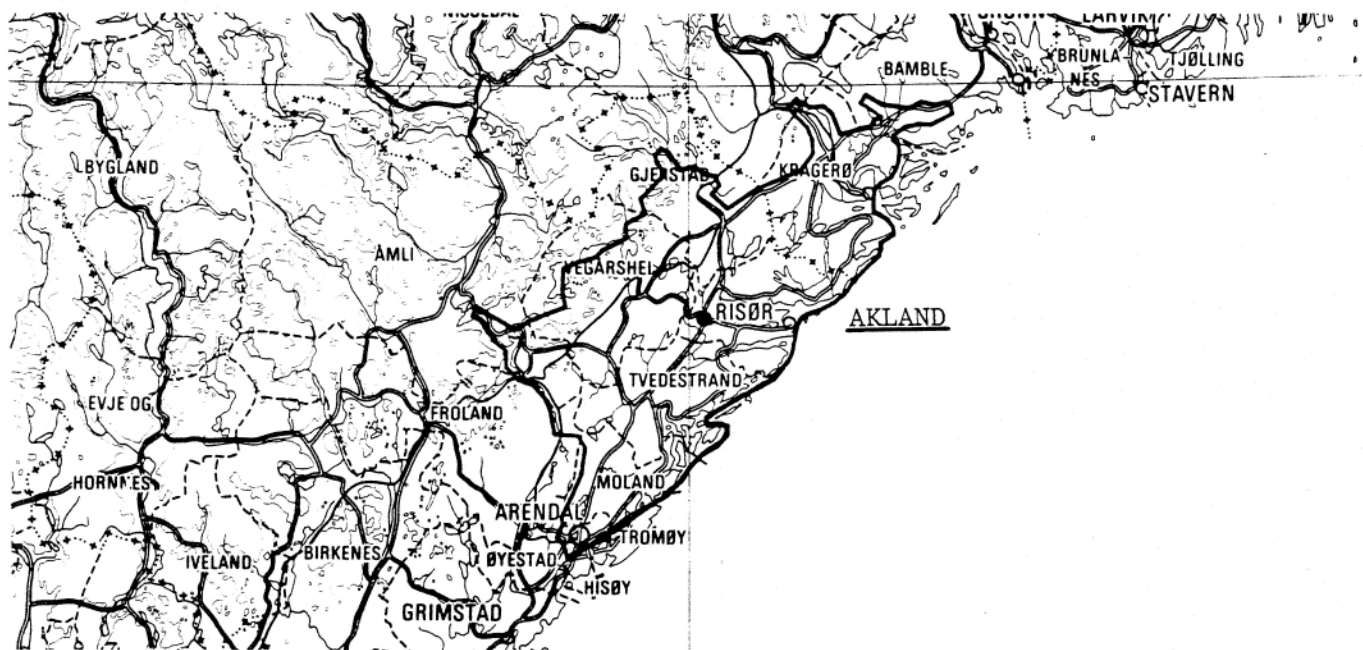 LARVIK
BRUNLA
NES
TJØLLING
BAMBLE
STAVERN
BYGLAND
GJERSTAD
KRAGERØ
ÅMLI
VEGÅRSHEI
RISØR
AKLAND
TVEDESTRAND
EVJE OG
FROLAND
HORNNES
MOLAND
ARENDAL
TROMØY
ØYESTAD
BIRKENES
IVELAND
HISØY
GRIMSTAD